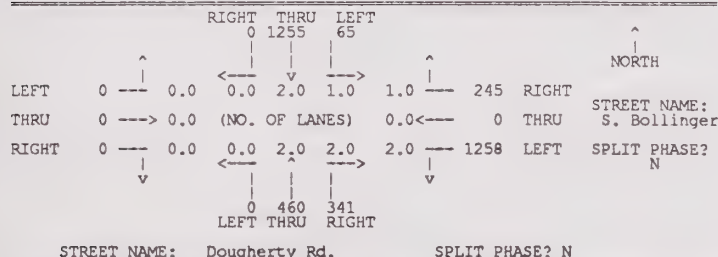 RIGHT THRU LEFT
0 1255 65
^
| | | |
^ | | | ^ NORTH
| <--- v ---> |
LEFT 0 --- 0.0 0.0 2.0 1.0 1.0 --- 245 RIGHT
STREET NAME:
THRU 0 ---> 0.0 (NO. OF LANES) 0.0<--- 0 THRU S. Bollinger
RIGHT 0 --- 0.0 0.0 2.0 2.0 2.0 --- 1258 LEFT SPLIT PHASE?
| <--- ^ ---> | N
v | | | v
| | |
0 460 341
LEFT THRU RIGHT
STREET NAME: Dougherty Rd. SPLIT PHASE? N